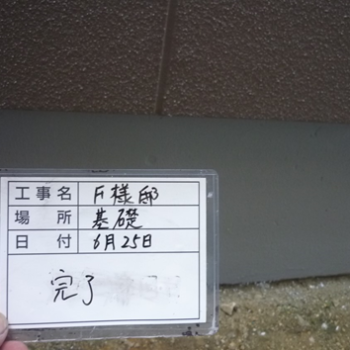 工事名 F様邸
場所 基礎
日付 6月25日
完了